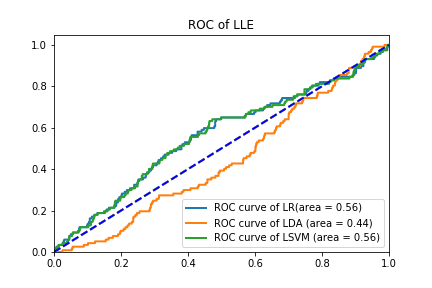 ROC of LLE
1.0
0.8
0.6
0.4
0.2
0.0
0.0 0.2 0.4 0.6 0.8 1.0
ROC curve of LR(area = 0.56)
ROC curve of LDA (area = 0.44)
ROC curve of LSVM (area = 0.56)